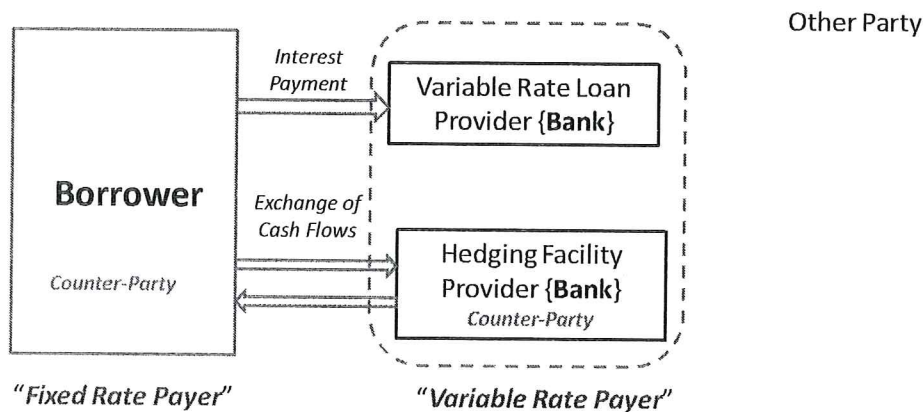 Other Party
Interest
Payment
Variable Rate Loan
Provider {Bank}
Borrower
Exchange of
Cash Flows
Hedging Facility
Provider {Bank}
Counter-Party
Counter-Party
"Fixed Rate Payer"
"Variable Rate Payer"